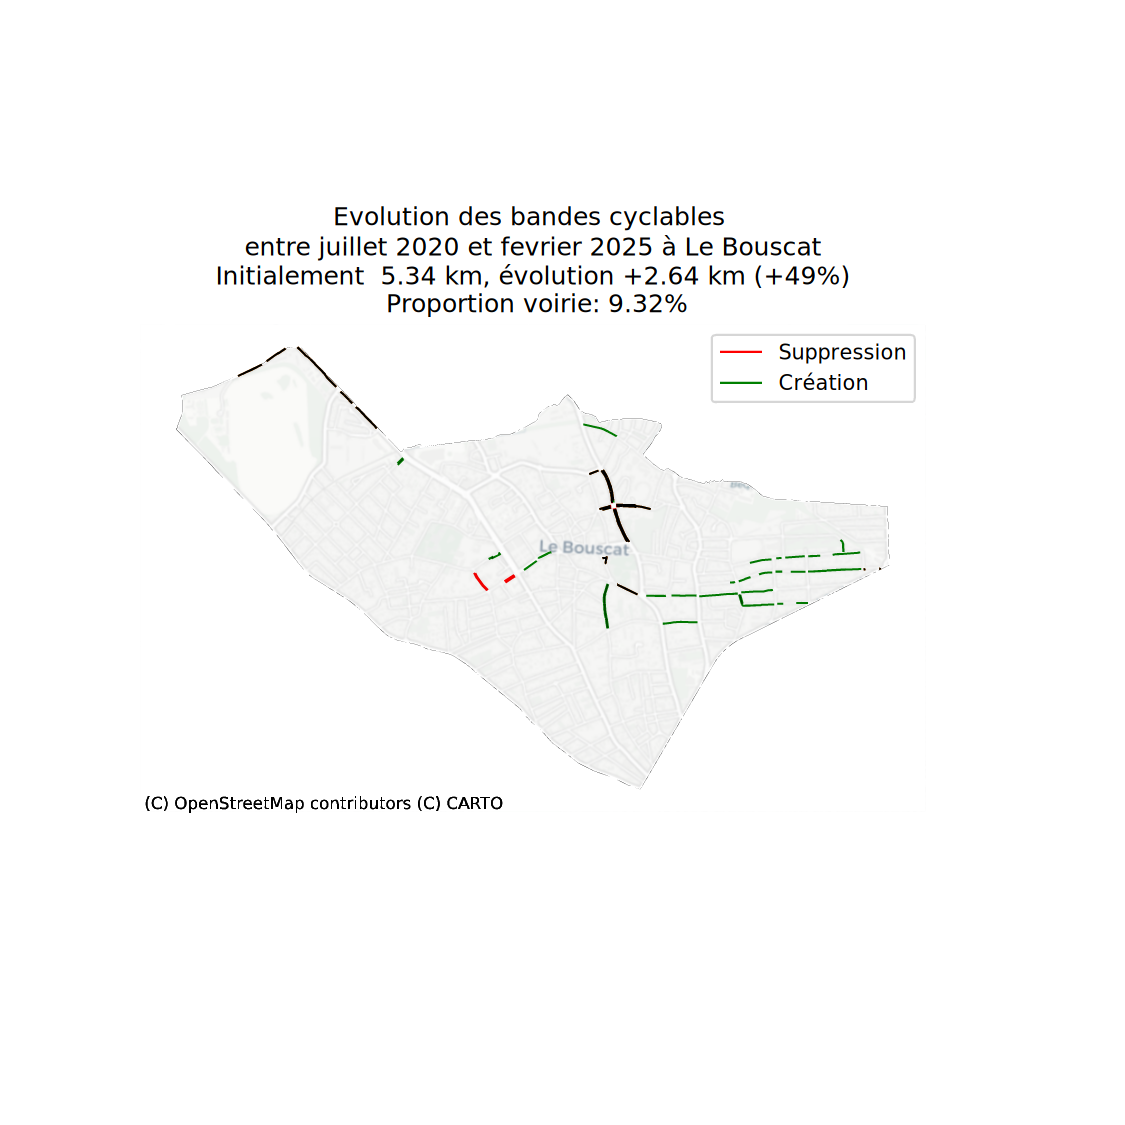 Evolution des bandes cyclables
entre juillet 2020 et fevrier 2025 à Le Bouscat
Initialement  5.34 km, évolution +2.64 km (+49%)
Proportion voirie: 9.32%
Suppression
Création
Le Bouscat
(C) OpenStreetMap contributors (C) CARTO